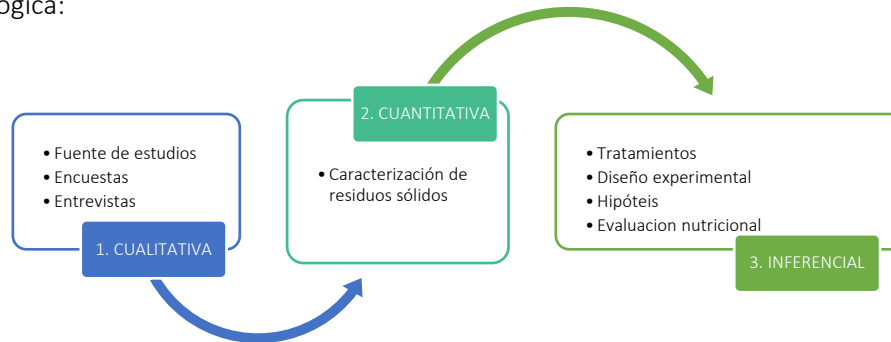 ógica:
• Fuente de estudios
• Encuestas
• Entrevistas
1. CUALITATIVA
2. CUANTITATIVA
• Caracterización de
residuos sólidos
• Tratamientos
• Diseño experimental
• Hipóteis
• Evaluacion nutricional
3. INFERENCIAL